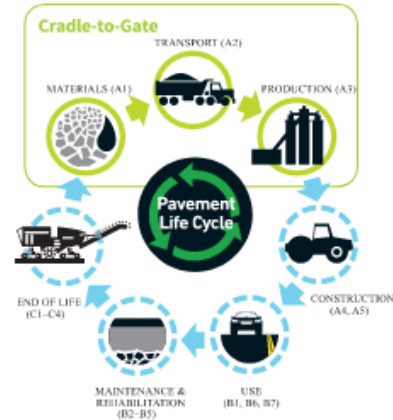 Cradle-to-Gate
TRANSPORT (A2)
MATERIALS (A1)
PRODUCTION (A3)
Pavement
Life Cycle
CONSTRUCTION
(A4, A5)
END OF LIFE
(C1–C4)
MAINTENANCE &
REHABILITATION
(B2–B5)
USE
(B1, B6, B7)